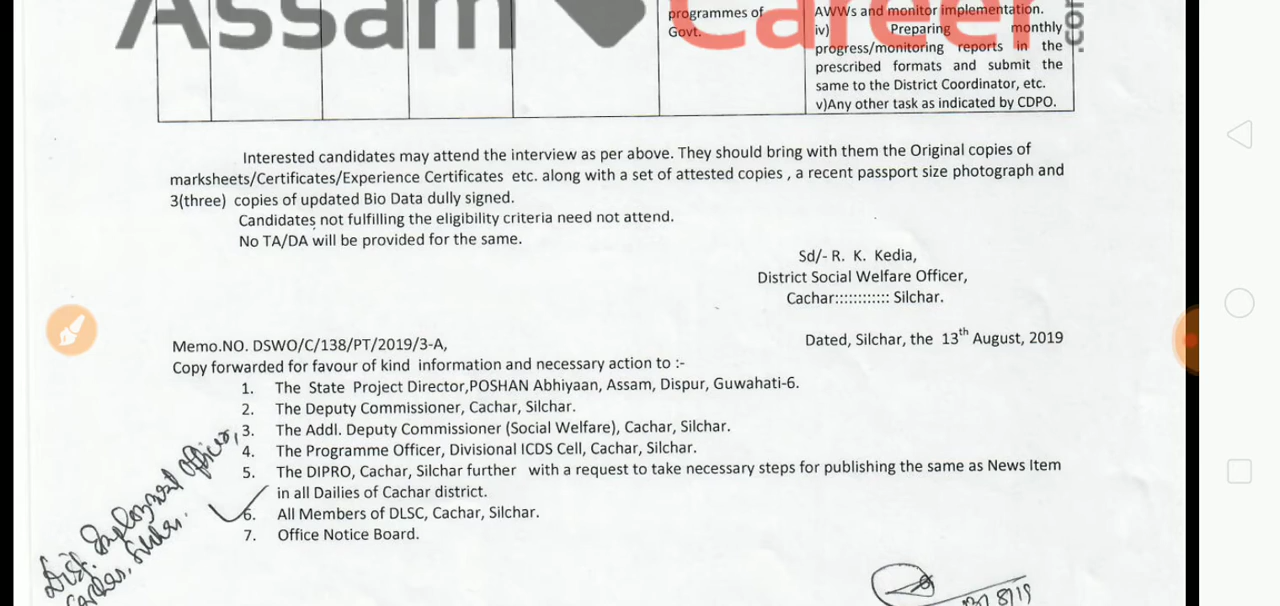 Assam Career .com
programmes of
Govt.
AWWs and monitor implementation.
iv) Preparing monthly
progress/monitoring reports in the
prescribed formats and submit the
same to the District Coordinator, etc.
v)Any other task as indicated by CDPO.
Interested candidates may attend the interview as per above. They should bring with them the Original copies of
marksheets/Certificates/Experience Certificates etc. along with a set of attested copies , a recent passport size photograph and
3(three) copies of updated Bio Data dully signed.
Candidates not fulfilling the eligibility criteria need not attend.
No TA/DA will be provided for the same.
Sd/- R. K. Kedia,
District Social Welfare Officer,
Cachar:::::::::::: Silchar.
Memo.NO. DSWO/C/138/PT/2019/3-A,
Dated, Silchar, the 13th August, 2019
Copy forwarded for favour of kind information and necessary action to :-
1. The State Project Director,POSHAN Abhiyaan, Assam, Dispur, Guwahati-6.
2. The Deputy Commissioner, Cachar, Silchar.
3. The Addl. Deputy Commissioner (Social Welfare), Cachar, Silchar.
4. The Programme Officer, Divisional ICDS Cell, Cachar, Silchar.
5. The DIPRO, Cachar, Silchar further with a request to take necessary steps for publishing the same as News Item
in all Dailies of Cachar district.
6. All Members of DLSC, Cachar, Silchar.
7. Office Notice Board.
Dist. Employment Officer,
Cachar, Silchar.